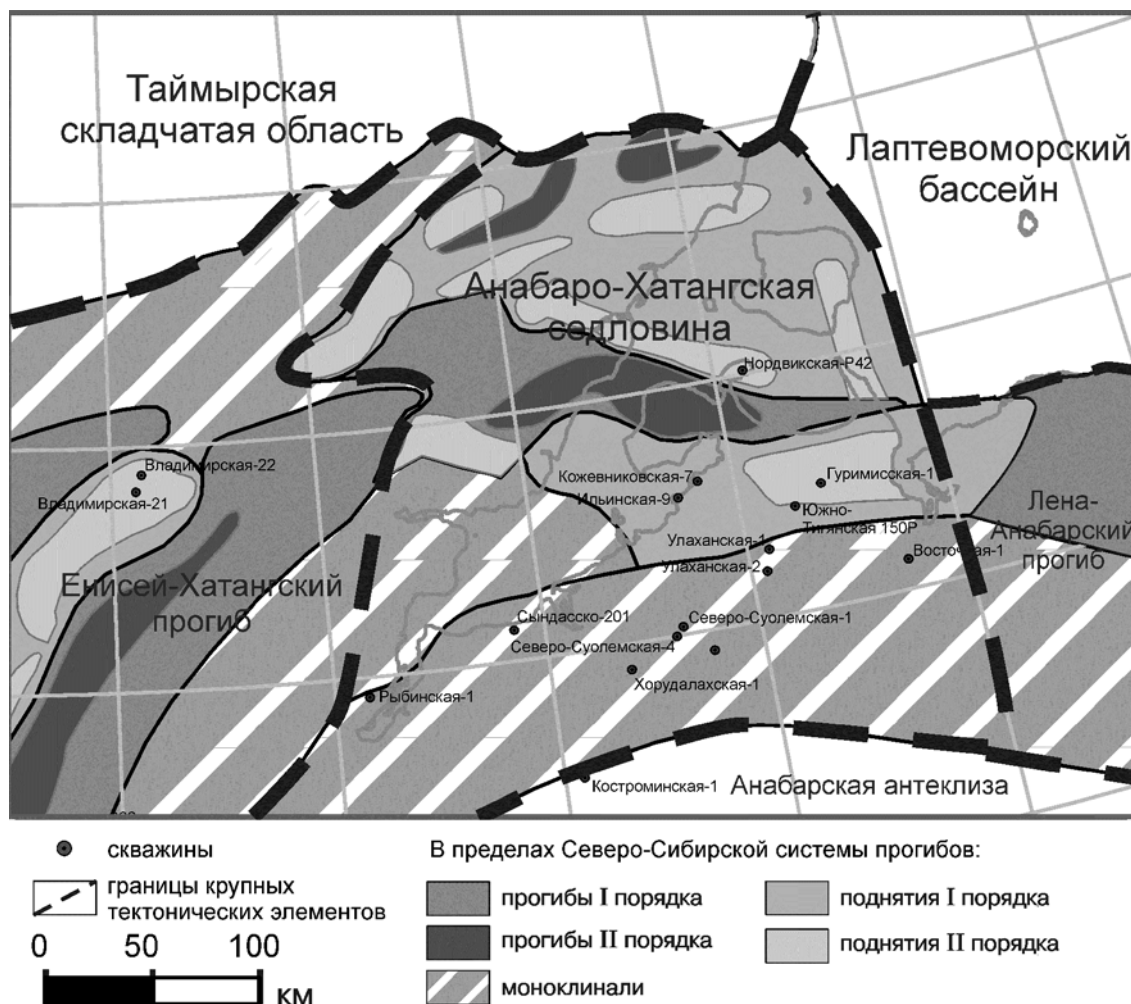 Таймырская
складчатая область
Лаптевоморский
бассейн
Анабаро-Хатангская
седловина
Нордвикская-Р42
Владимирская-22
Владимирская-21
Кожевниковская-7
Ильинская-9
Гуримисская-1
Южно-
Тигянская 150Р
Лена-
Анабарский
прогиб
Улаханская-1
Улаханская-2
Восточная-1
Енисей-Хатангский
прогиб
Сындасско-201
Северо-Суолемская-1
Северо-Суолемская-4
Хорудалахская-1
Рыбинская-1
Костроминская-1
Анабарская антеклиза
скважины
границы крупных
тектонических элементов
0 50 100
км
В пределах Северо-Сибирской системы прогибов:
прогибы I порядка
поднятия I порядка
прогибы II порядка
поднятия II порядка
моноклинали